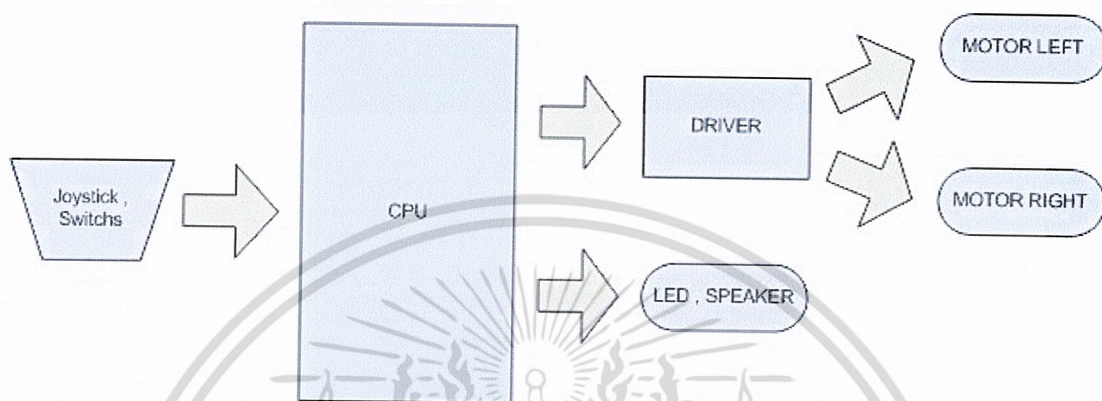 Joystick ,
Switchs
CPU
DRIVER
MOTOR LEFT
MOTOR RIGHT
LED , SPEAKER